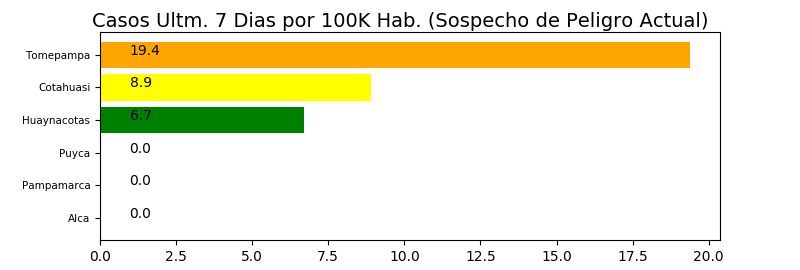 Casos Ultm. 7 Dias por 100K Hab. (Sospecho de Peligro Actual)
Tomepampa 19.4
Cotahuasi 8.9
Huaynacotas 6.7
Puyca 0.0
Pampamarca 0.0
Alca 0.0
0.0 2.5 5.0 7.5 10.0 12.5 15.0 17.5 20.0